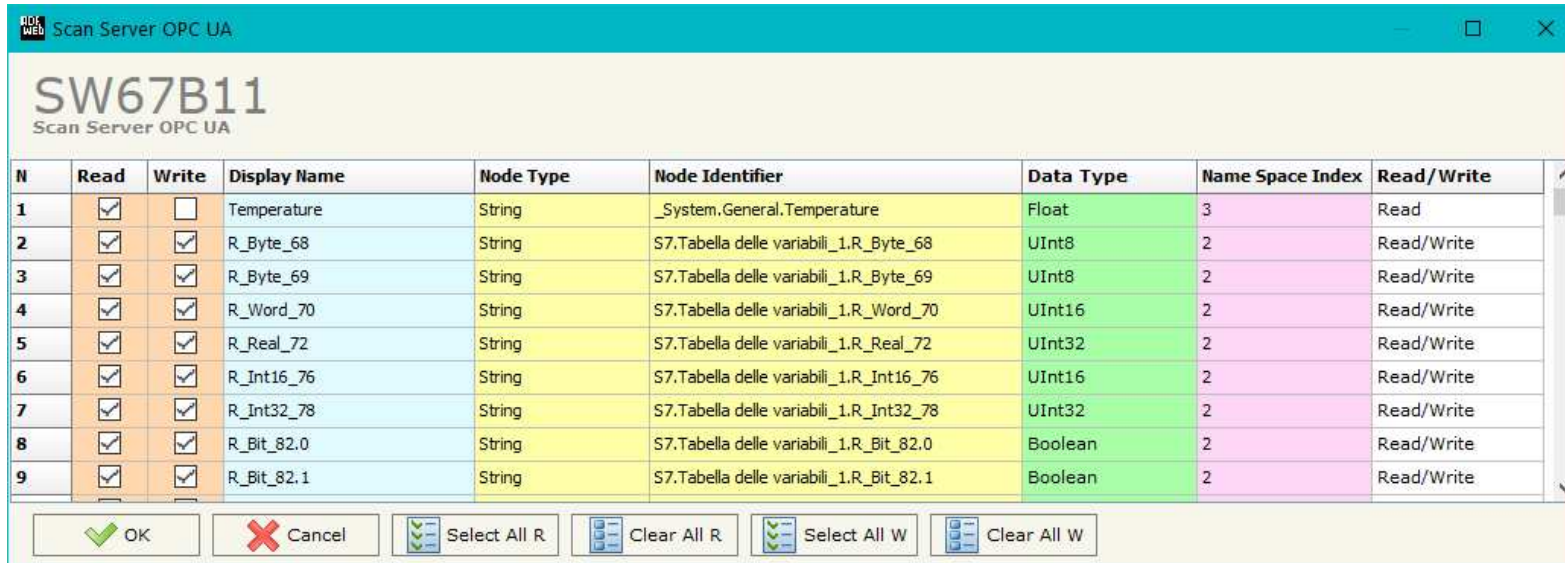 ADF WEB Scan Server OPC UA
SW67B11
Scan Server OPC UA
N Read Write Display Name Node Type Node Identifier Data Type Name Space Index Read/Write
1 Temperature String _System.General.Temperature Float 3 Read
2 R_Byte_68 String S7.Tabella delle variabili_1.R_Byte_68 UInt8 2 Read/Write
3 R_Byte_69 String S7.Tabella delle variabili_1.R_Byte_69 UInt8 2 Read/Write
4 R_Word_70 String S7.Tabella delle variabili_1.R_Word_70 UInt16 2 Read/Write
5 R_Real_72 String S7.Tabella delle variabili_1.R_Real_72 UInt32 2 Read/Write
6 R_Int16_76 String S7.Tabella delle variabili_1.R_Int16_76 UInt16 2 Read/Write
7 R_Int32_78 String S7.Tabella delle variabili_1.R_Int32_78 UInt32 2 Read/Write
8 R_Bit_82.0 String S7.Tabella delle variabili_1.R_Bit_82.0 Boolean 2 Read/Write
9 R_Bit_82.1 String S7.Tabella delle variabili_1.R_Bit_82.1 Boolean 2 Read/Write
OK Cancel Select All R Clear All R Select All W Clear All W